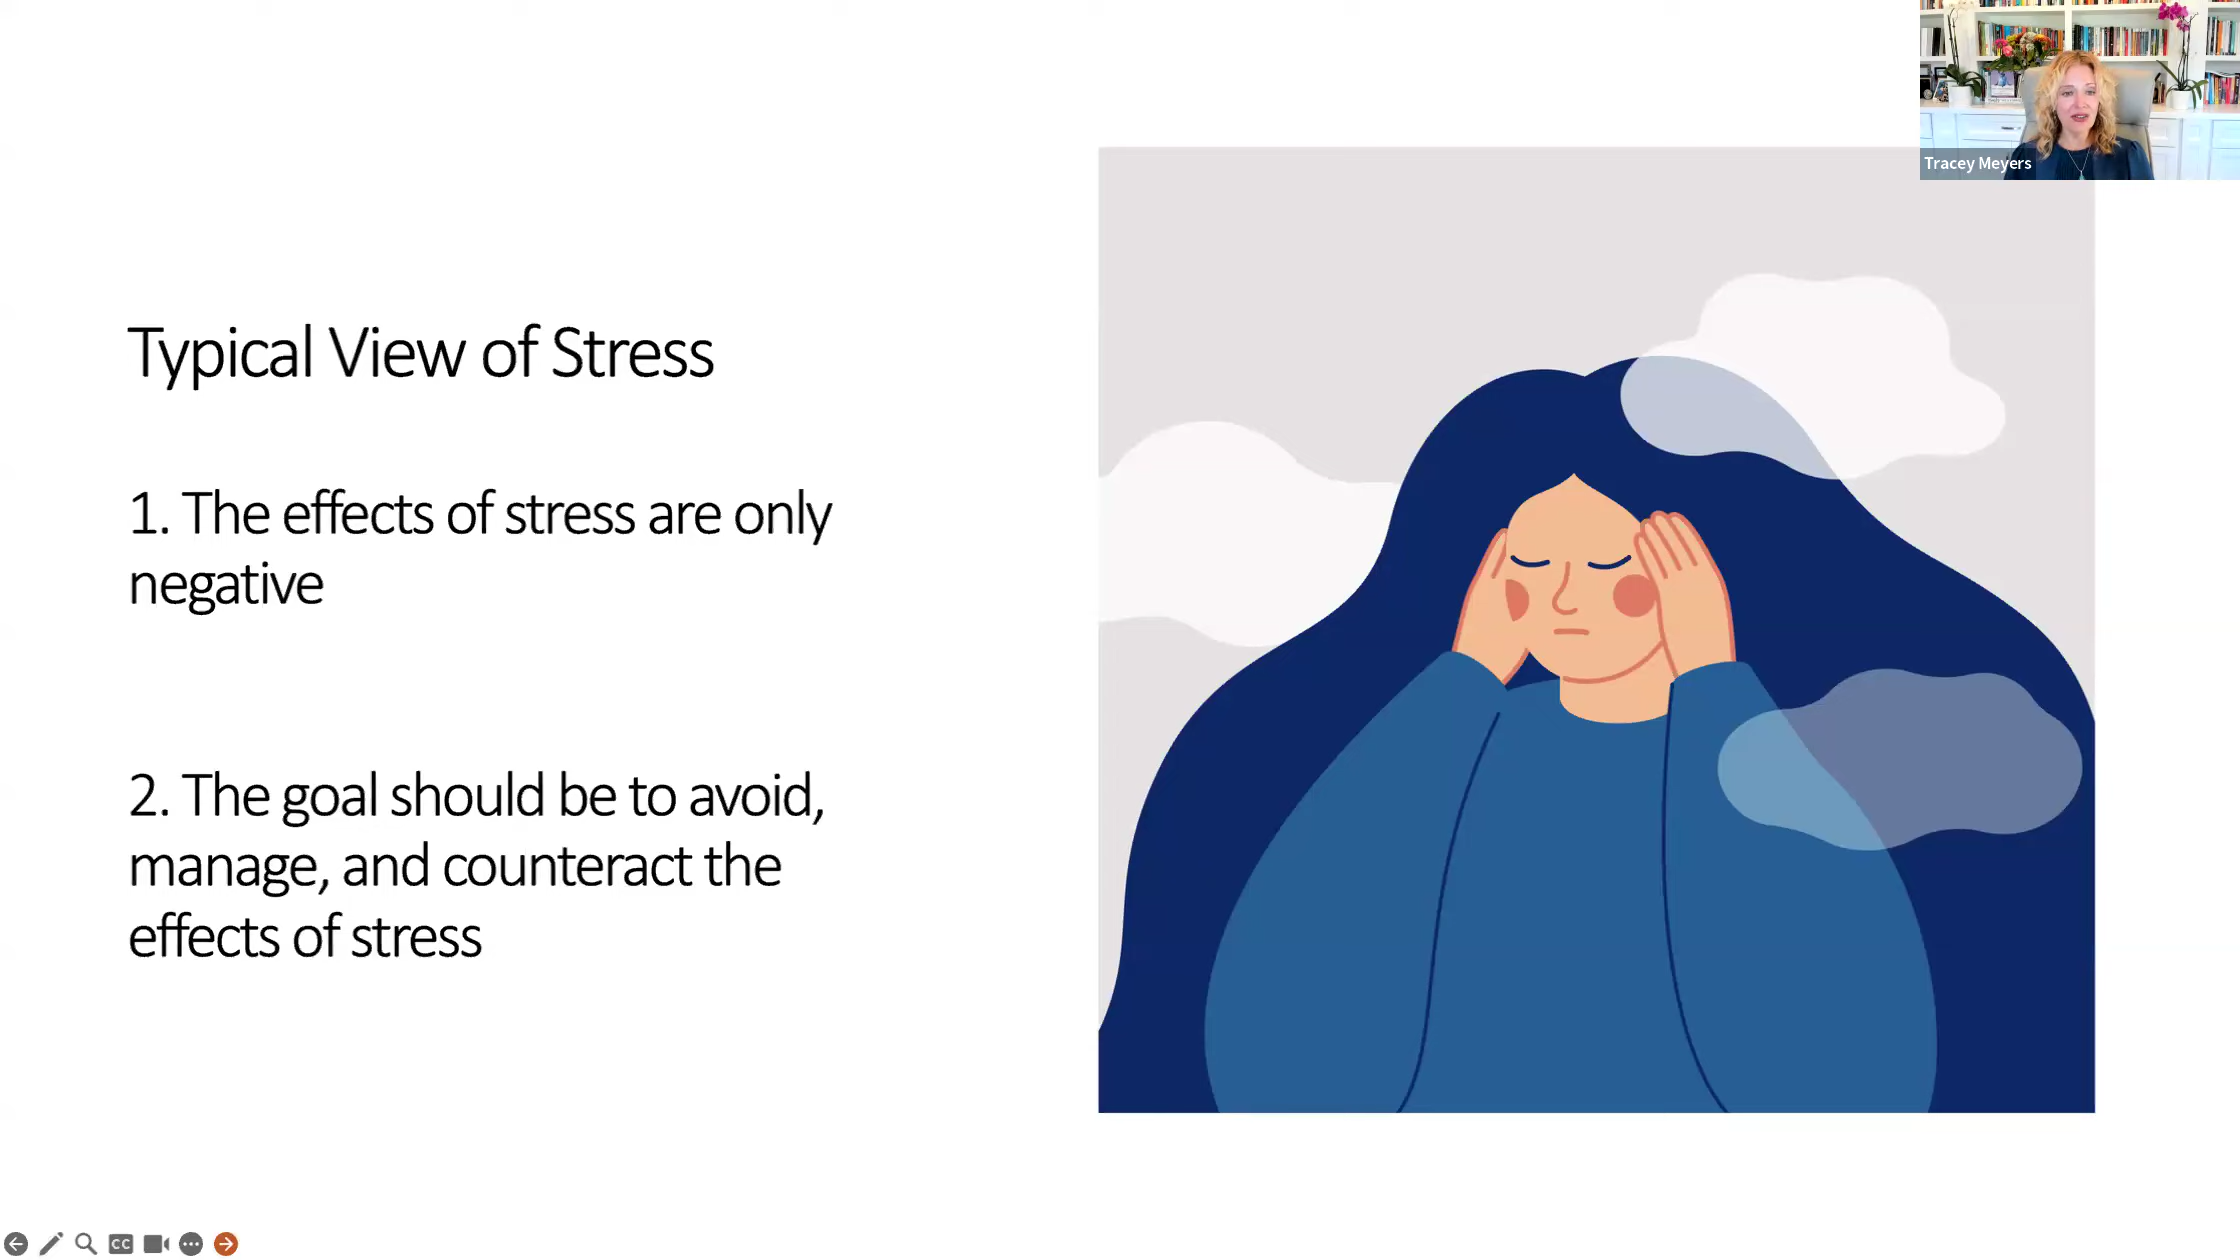 Tracey Meyers
Typical View of Stress
1. The effects of stress are only
negative
2. The goal should be to avoid,
manage, and counteract the
effects of stress
CC